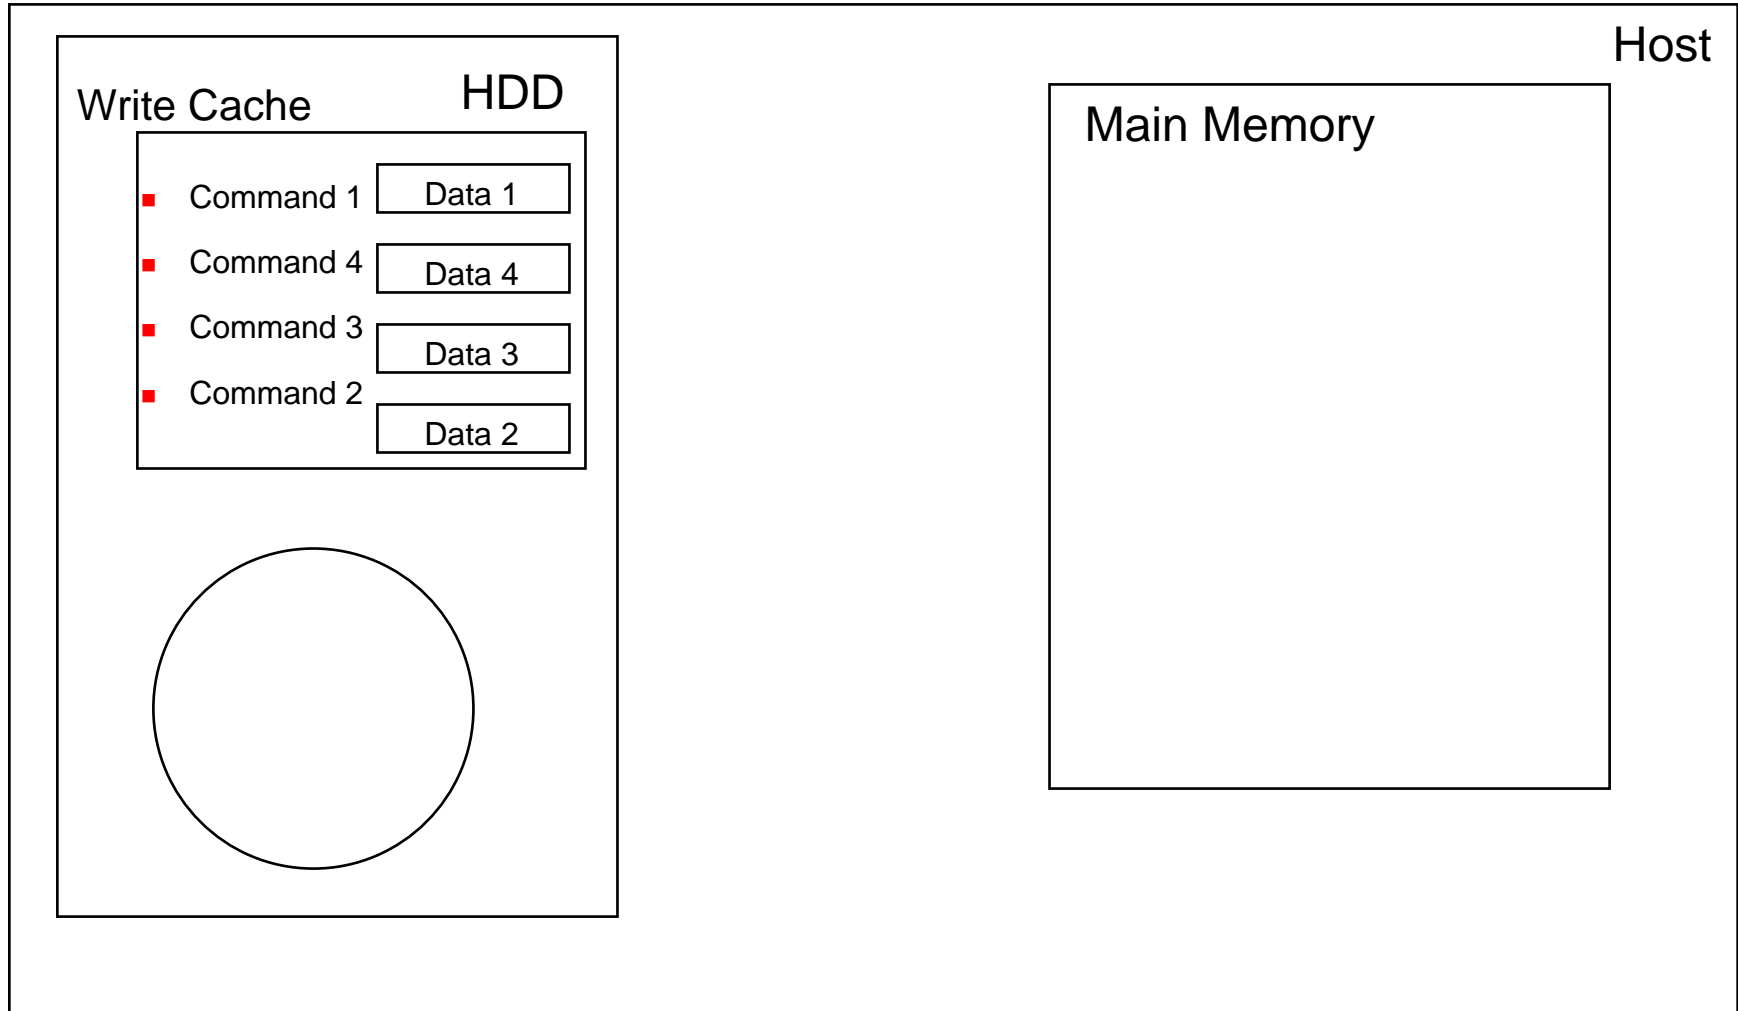 Host
HDD
Write Cache
Main Memory
Command 1
Data 1
Command 4
Data 4
Command 3
Data 3
Command 2
Data 2